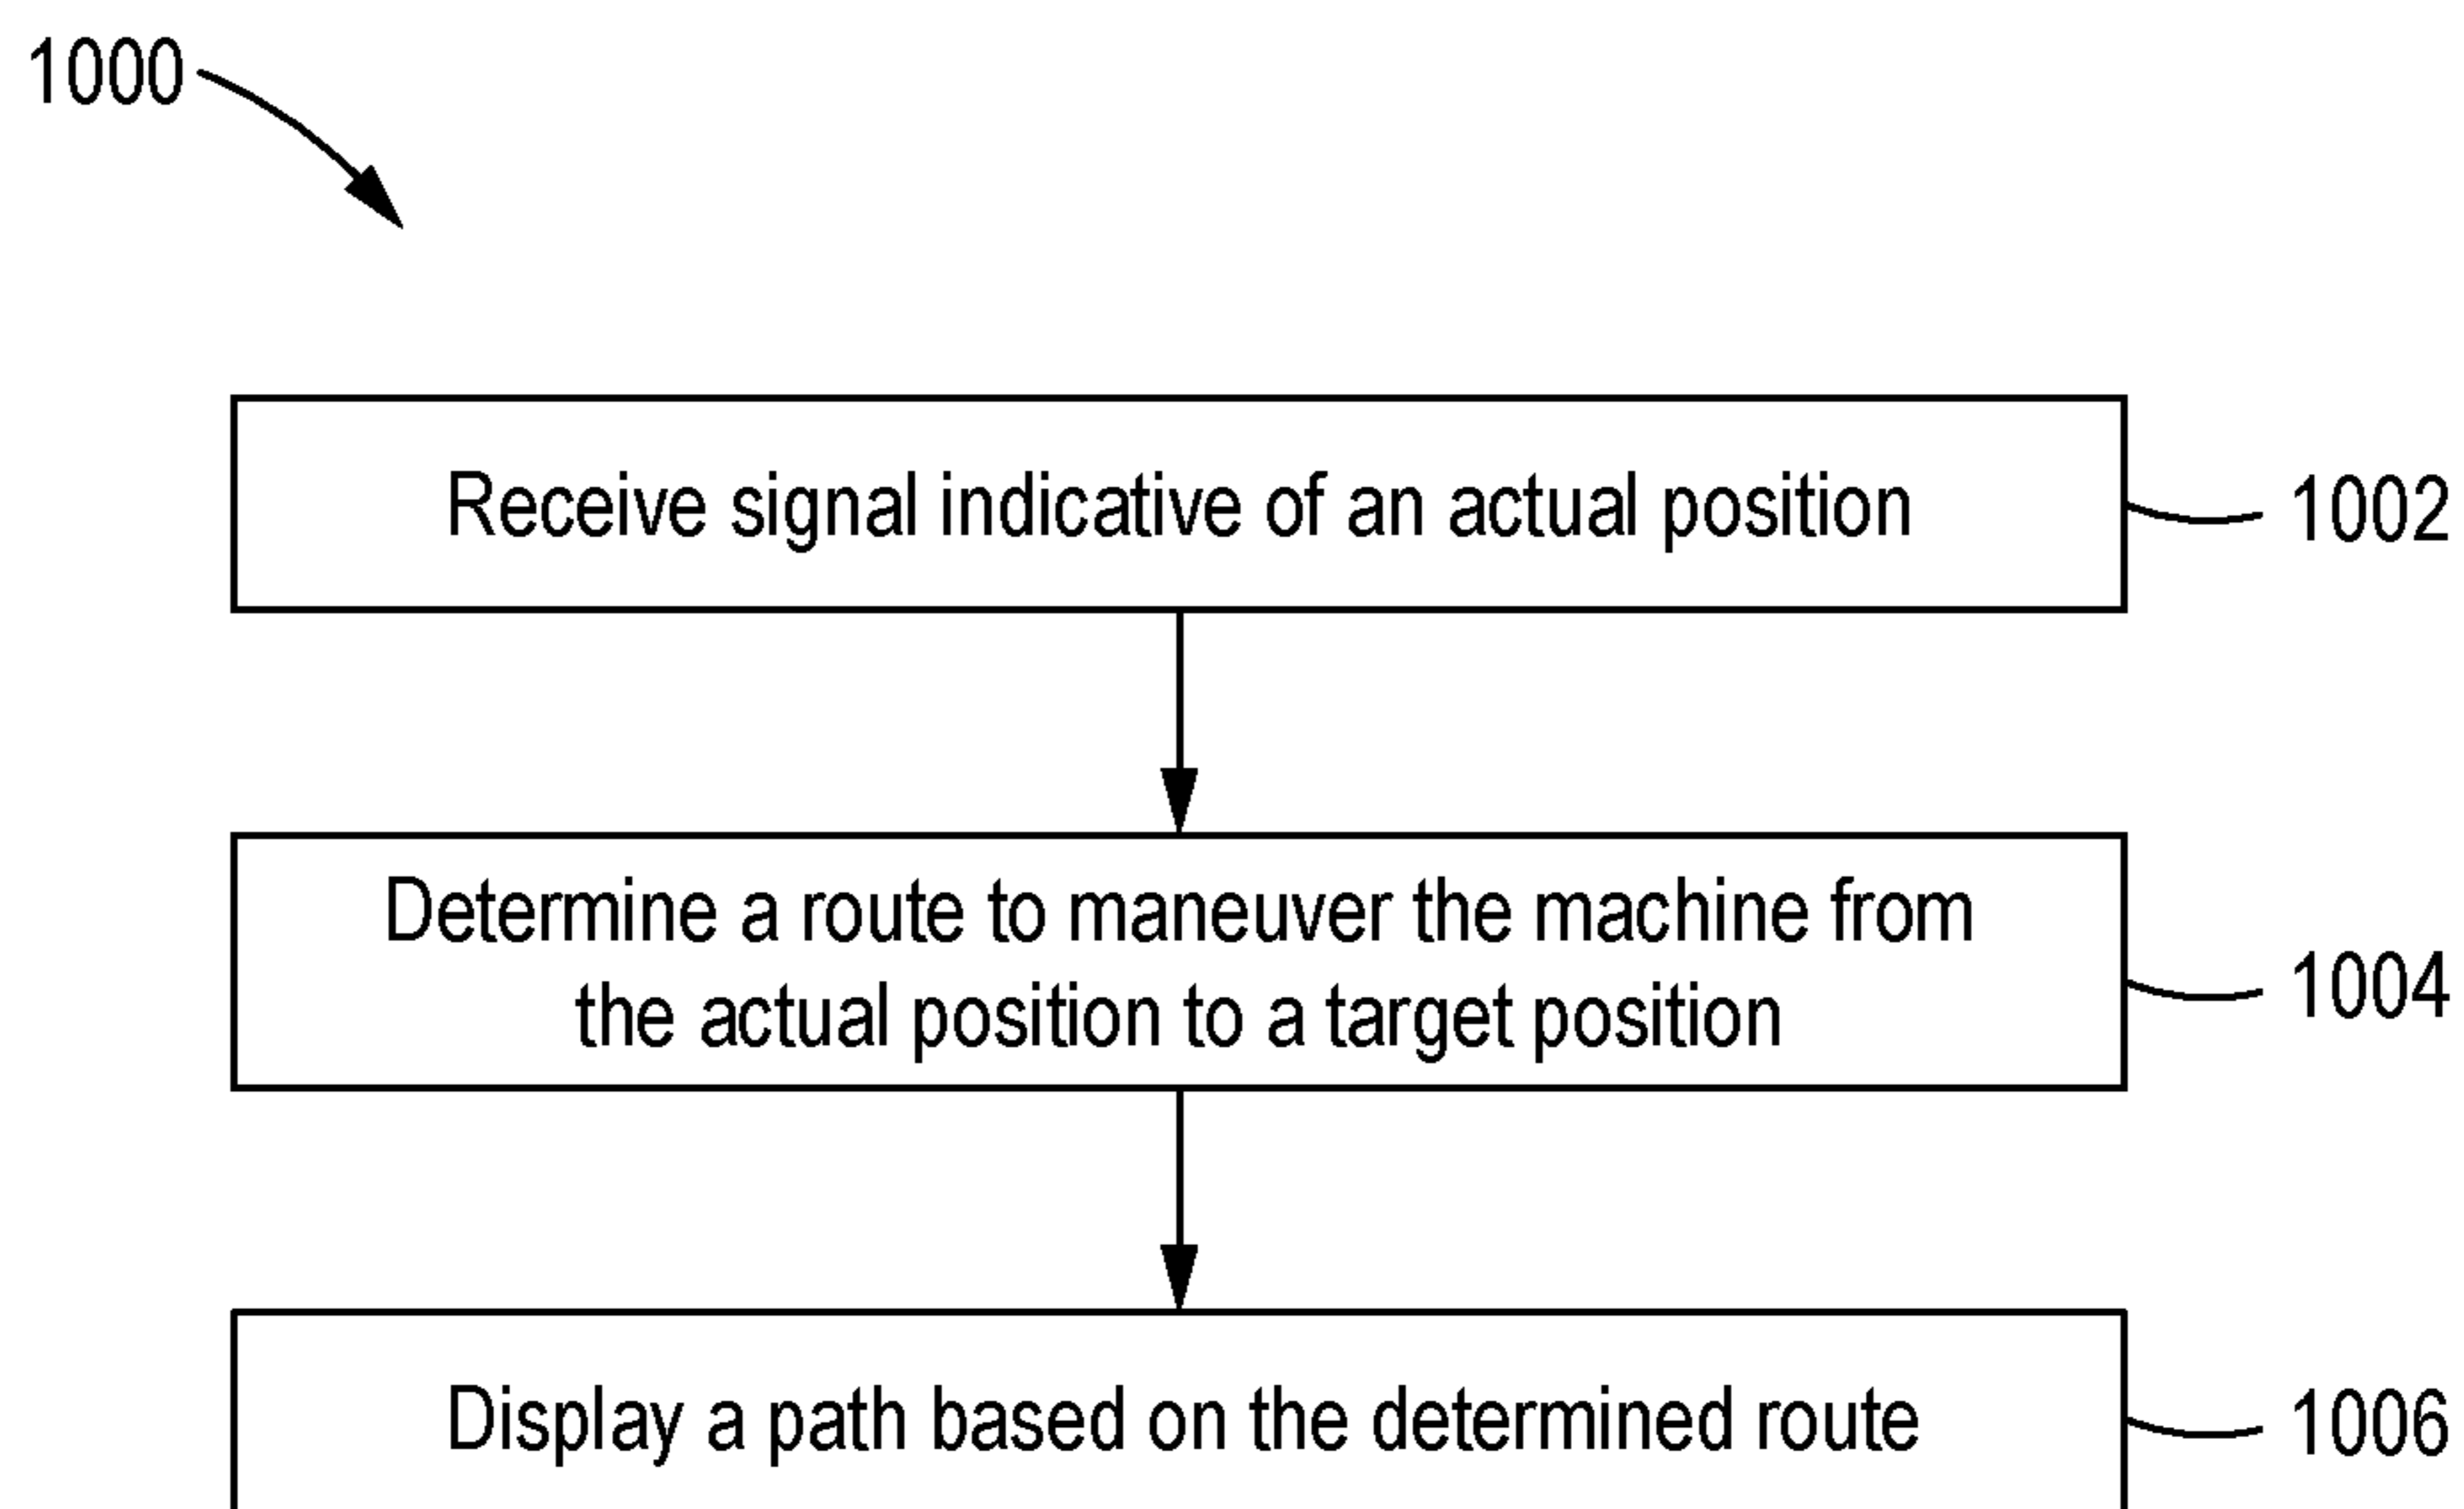 1000
Receive signal indicative of an actual position
1002
Determine a route to maneuver the machine from
the actual position to a target position
1004
Display a path based on the determined route
1006